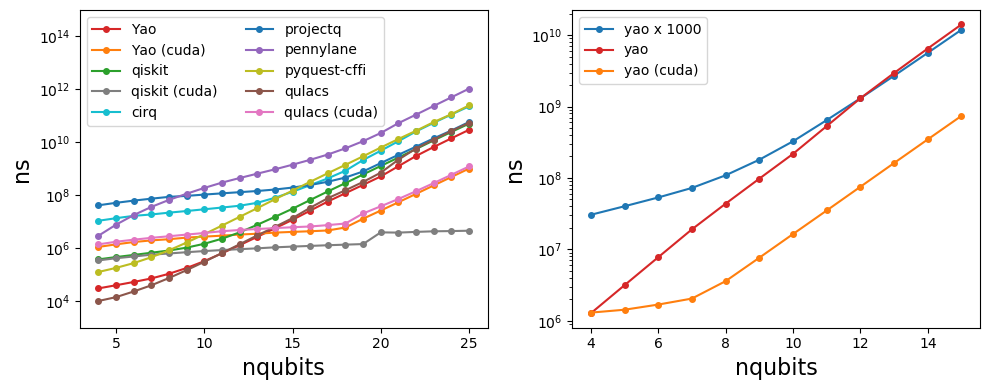 Yao
Yao (cuda)
qiskit
qiskit (cuda)
cirq
projectq
pennylane
pyquest-cffi
qulacs
qulacs (cuda)
10^14
10^12
10^10
10^8
10^6
10^4
ns
5 10 15 20 25
nqubits
yao x 1000
yao
yao (cuda)
10^10
10^9
10^8
10^7
10^6
ns
4 6 8 10 12 14
nqubits